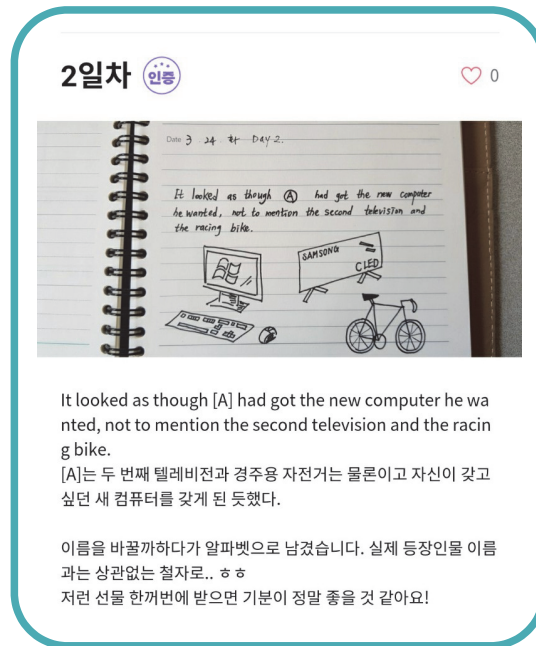 2일차 인증 0
Date 3 24 화 DAY 2.
It looked as though Ⓐ had got the new computer
he wanted, not to mention the second television and
the racing bike.
SAMSONG
CLED
It looked as though [A] had got the new computer he wa
nted, not to mention the second television and the racin
g bike.
[A]는 두 번째 텔레비전과 경주용 자전거는 물론이고 자신이 갖고
싶던 새 컴퓨터를 갖게 된 듯했다.
이름을 바꿀까하다가 알파벳으로 남겼습니다. 실제 등장인물 이름
과는 상관없는 철자로.. ㅎㅎ
저런 선물 한꺼번에 받으면 기분이 정말 좋을 것 같아요!